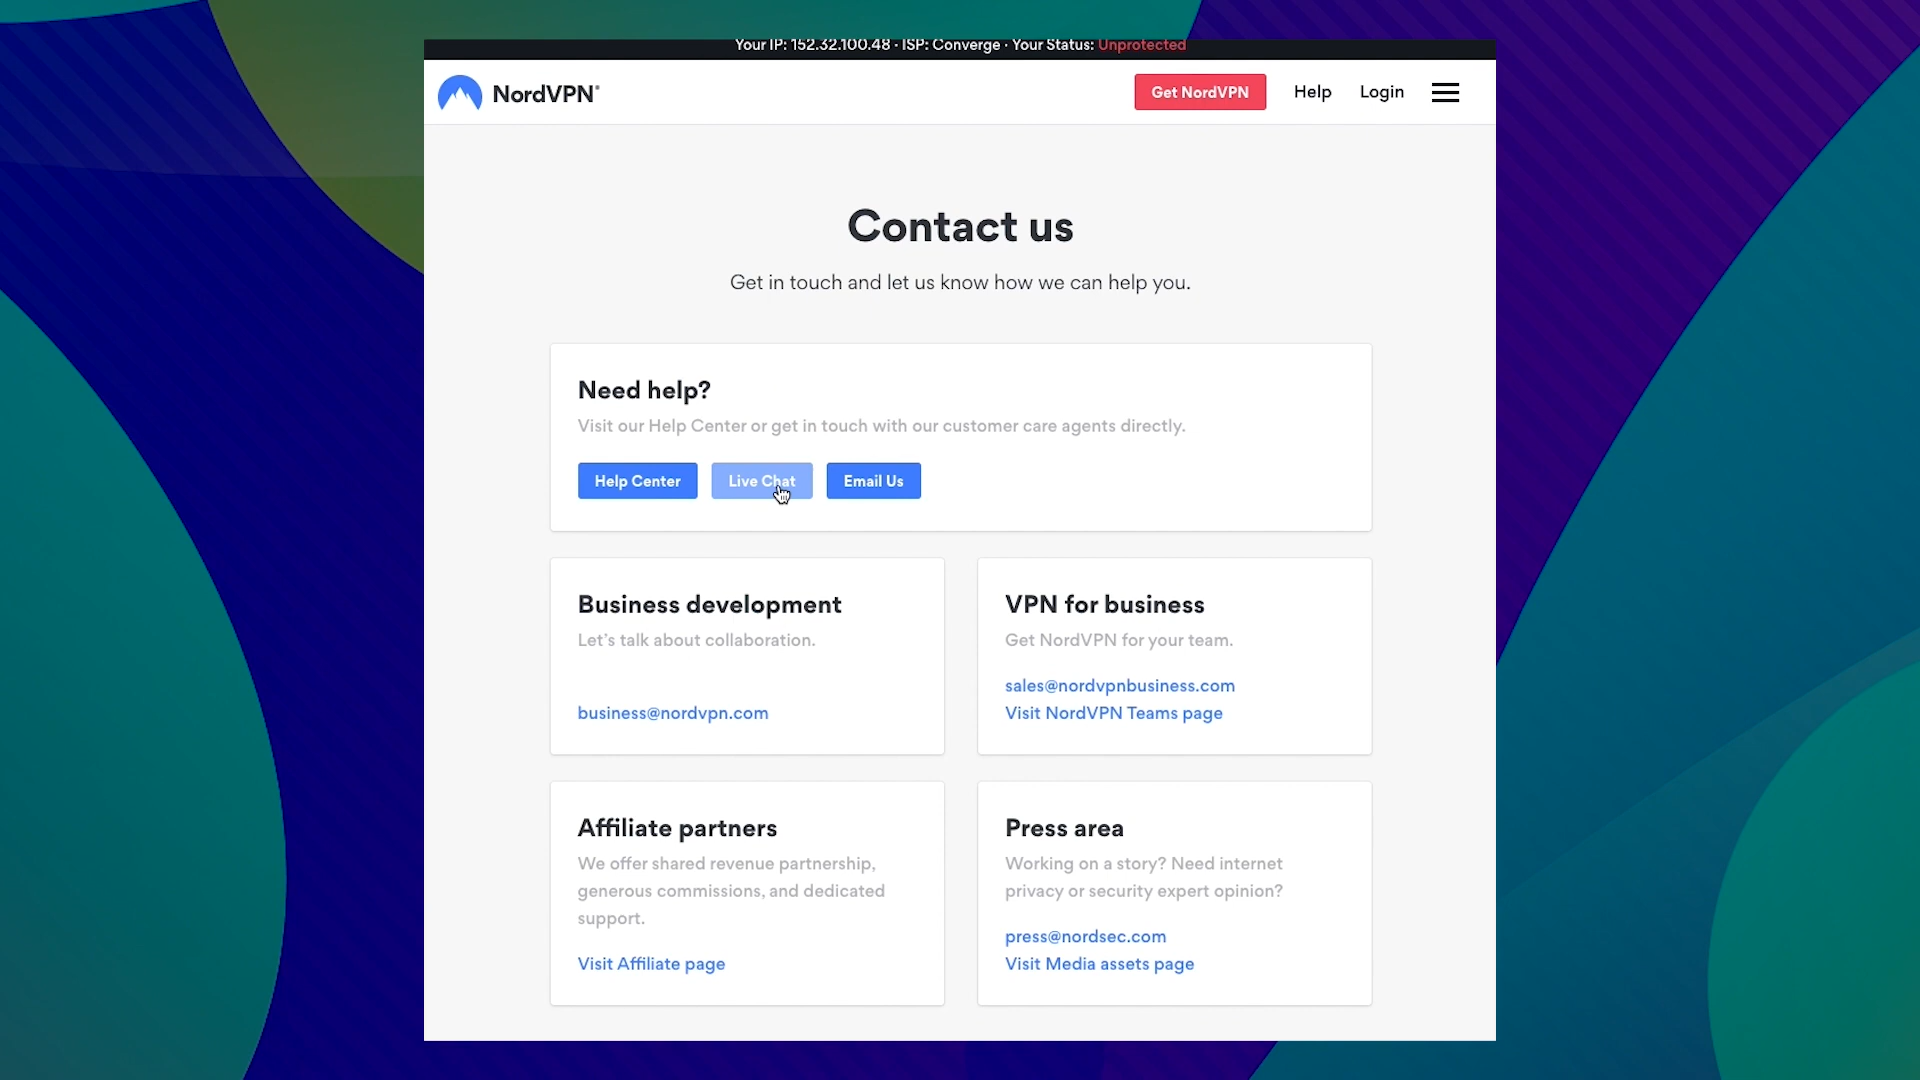 Your IP: 152.32.100.48 · ISP: Converge · Your Status: Unprotected
NordVPN®
Get NordVPN
Help
Login
Contact us
Get in touch and let us know how we can help you.
Need help?
Visit our Help Center or get in touch with our customer care agents directly.
Help Center
Live Chat
Email Us
Business development
Let’s talk about collaboration.
business@nordvpn.com
VPN for business
Get NordVPN for your team.
sales@nordvpnbusiness.com
Visit NordVPN Teams page
Affiliate partners
We offer shared revenue partnership,
generous commissions, and dedicated
support.
Visit Affiliate page
Press area
Working on a story? Need internet
privacy or security expert opinion?
press@nordsec.com
Visit Media assets page